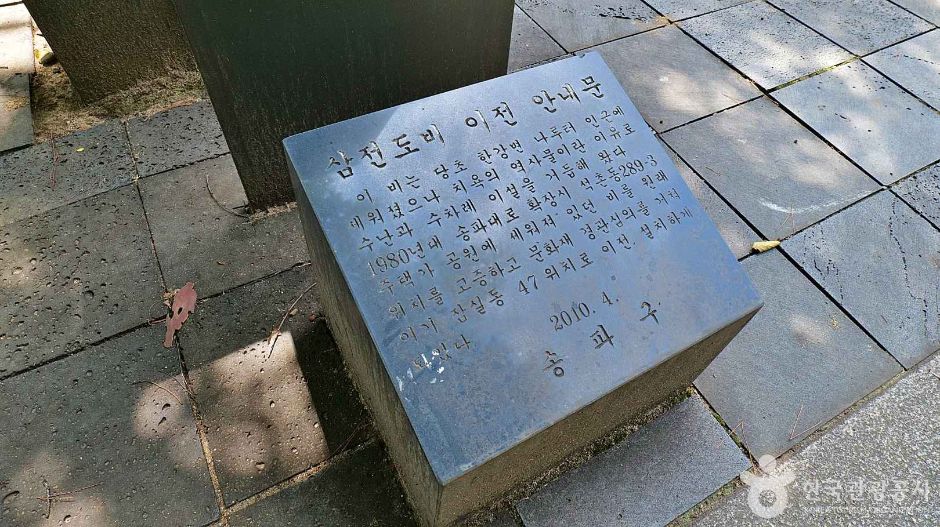 삼전도비 이전 안내문
이 비는 당초 한강변 나루터 인근에
세워졌으나 치욕의 역사물이란 이유로
수난과 수차례 이설을 거듭해 왔다
1980년대 송파대로 확장시 석촌동289-3
주택가 공원에 세워져 있던 비를 원래
위치를 고증하고 문화재 경관심의를 거쳐
여기 잠실동 47위치로 이전. 설치하게
되었다.
2010. 4.
송 파 구
한국관광공사